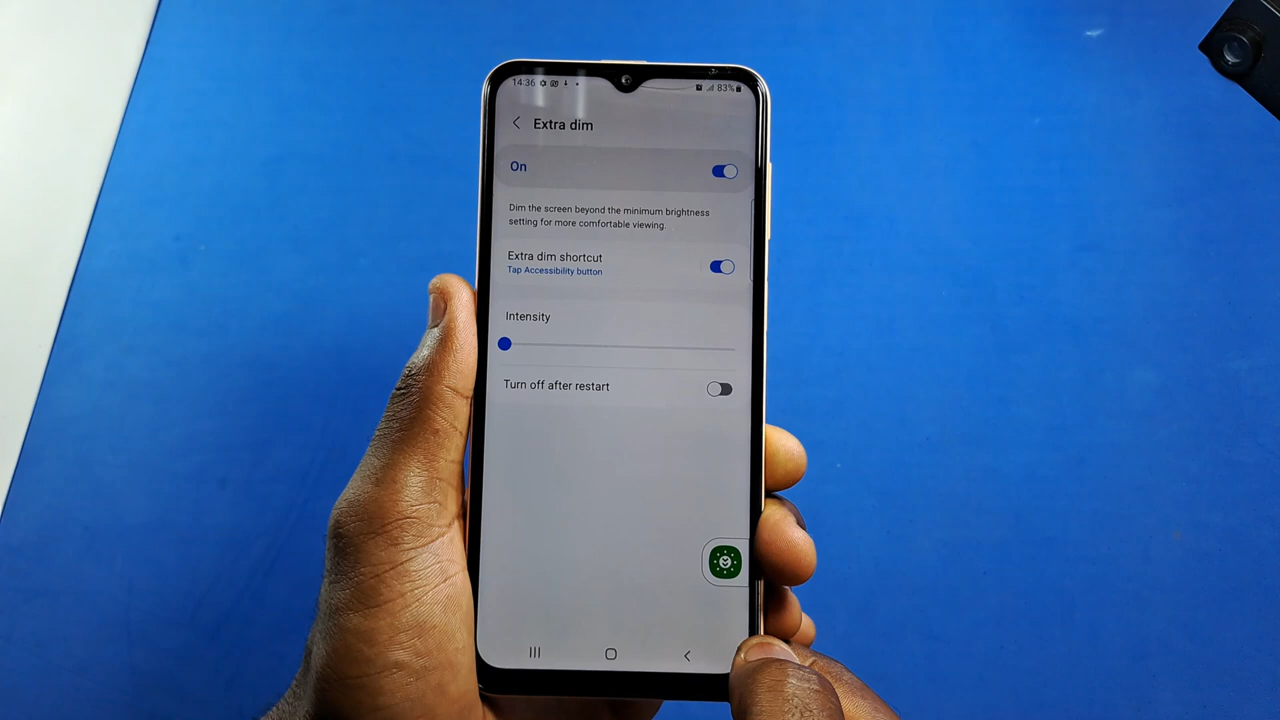 14:36
83%
Extra dim
On
Dim the screen beyond the minimum brightness
setting for more comfortable viewing.
Extra dim shortcut
Tap Accessibility button
Intensity
Turn off after restart